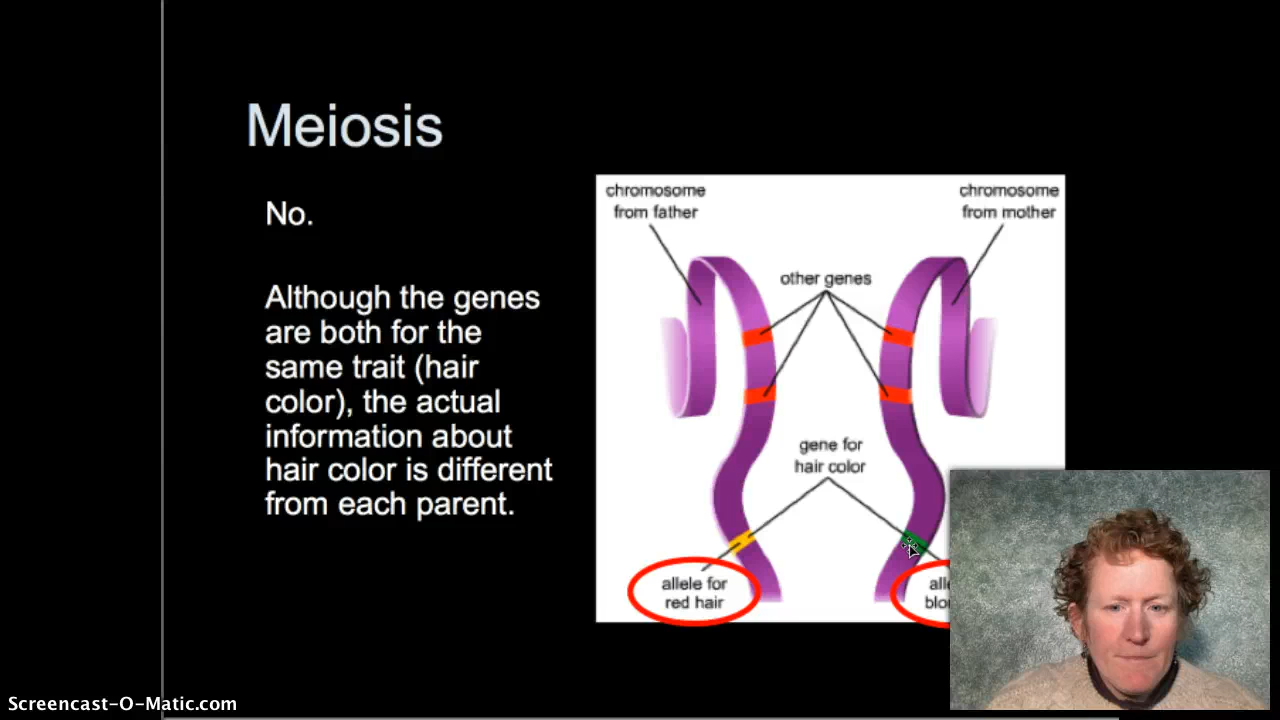 Meiosis
No.
Although the genes
are both for the
same trait (hair
color), the actual
information about
hair color is different
from each parent.
chromosome
from father
chromosome
from mother
other genes
gene for
hair color
allele for
red hair
Screencast-O-Matic.com